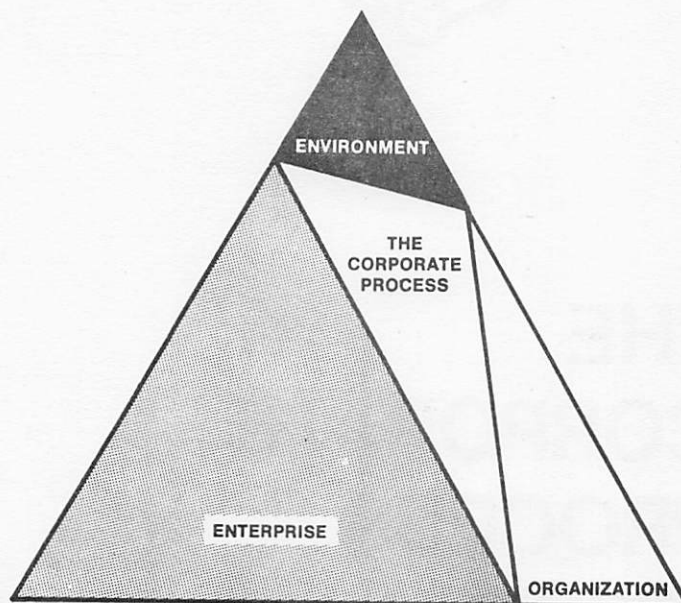 ENVIRONMENT
THE
CORPORATE
PROCESS
ENTERPRISE
ORGANIZATION